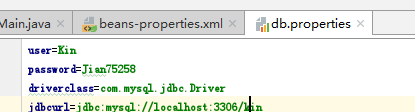 Main.java beans-properties.xml db.properties
user=Kin
password=Jian75258
driverclass=com.mysql.jdbc.Driver
jdbcurl=jdbc:mysql://localhost:3306/kin